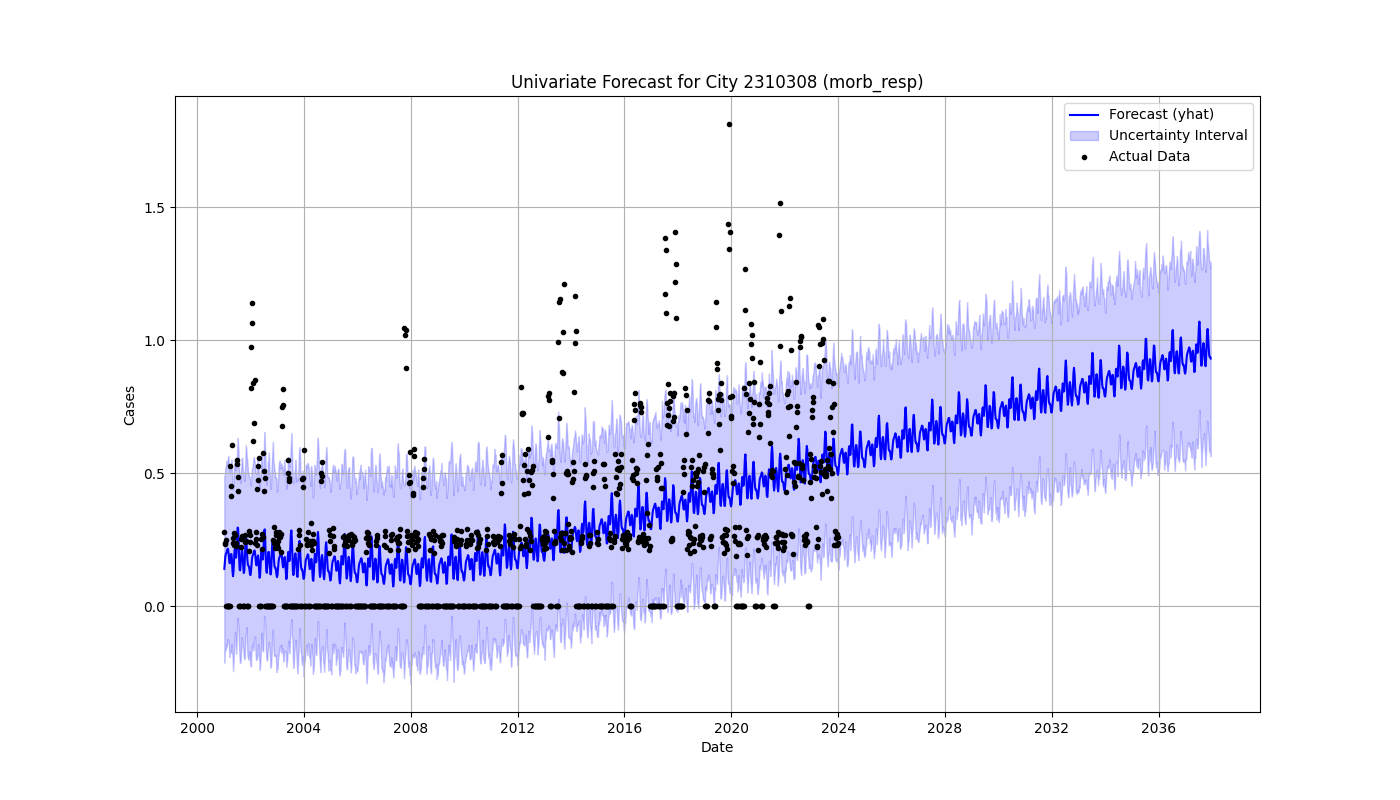 Univariate Forecast for City 2310308 (morb_resp)
Forecast (yhat)
Uncertainty Interval
Actual Data
Cases
1.5
1.0
0.5
0.0
2000 2004 2008 2012 2016 2020 2024 2028 2032 2036
Date